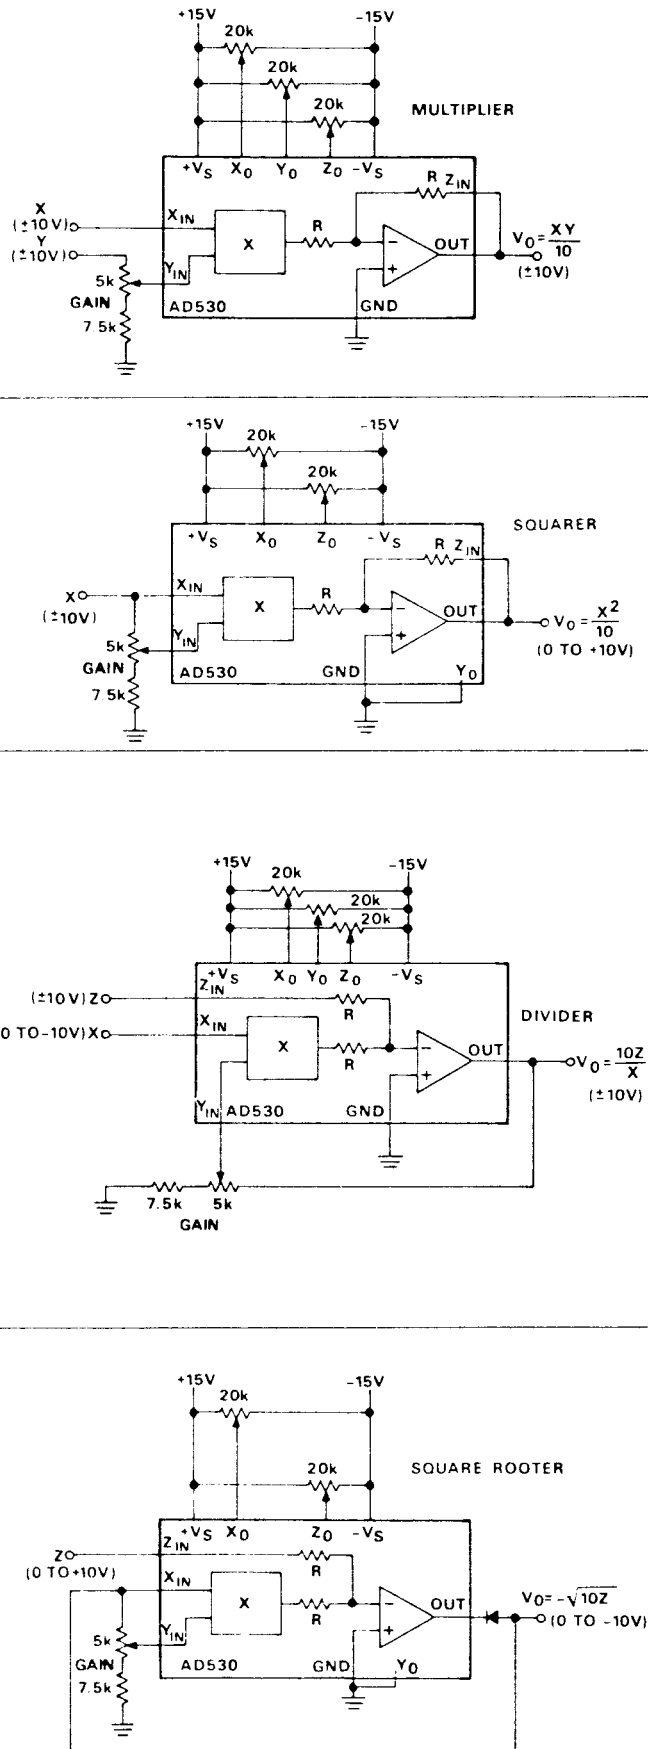 +15V -15V
20k
20k
20k
MULTIPLIER
+VS X0 Y0 Z0 -VS
X
(±10V)
Y
(±10V)
XIN
X
R
R ZIN
OUT
VO = XY
10
(±10V)
YIN
5k
GAIN
7.5k
AD530
GND
+15V -15V
20k
20k
SQUARER
+VS X0 Z0 -VS
R ZIN
X
(±10V)
XIN
X
R
OUT
VO = X²
10
(0 TO +10V)
YIN
5k
GAIN
7.5k
AD530
GND
Y0
+15V -15V
20k
20k
20k
+VS X0 Y0 Z0 -VS
(±10V) Z
ZIN
R
DIVIDER
0 TO-10V) X
XIN
X
R
OUT
VO = 10Z
X
(±10V)
YIN
AD530
GND
7.5k 5k
GAIN
+15V -15V
20k
20k
SQUARE ROOTER
+VS X0 Z0 -VS
Z
(0 TO+10V)
ZIN
R
XIN
X
R
OUT
VO= -√10Z
(0 TO -10V)
YIN
5k
GAIN
7.5k
AD530
GND
Y0